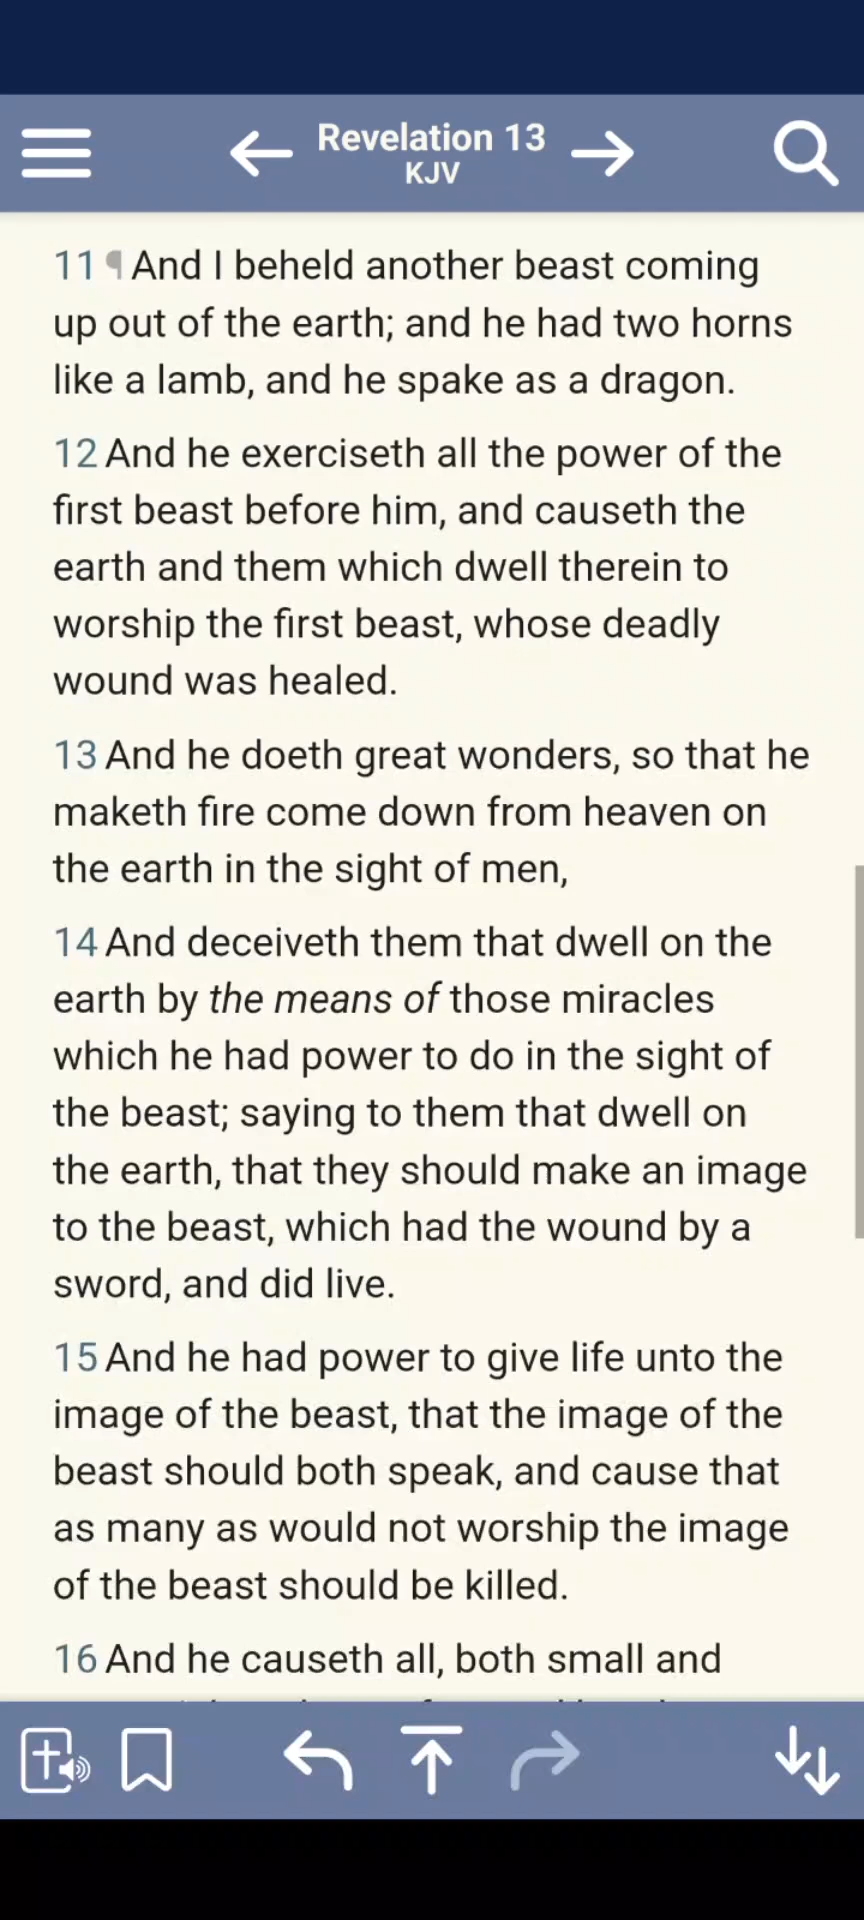 Revelation 13
KJV
11 ¶ And I beheld another beast coming
up out of the earth; and he had two horns
like a lamb, and he spake as a dragon.
12 And he exerciseth all the power of the
first beast before him, and causeth the
earth and them which dwell therein to
worship the first beast, whose deadly
wound was healed.
13 And he doeth great wonders, so that he
maketh fire come down from heaven on
the earth in the sight of men,
14 And deceiveth them that dwell on the
earth by the means of those miracles
which he had power to do in the sight of
the beast; saying to them that dwell on
the earth, that they should make an image
to the beast, which had the wound by a
sword, and did live.
15 And he had power to give life unto the
image of the beast, that the image of the
beast should both speak, and cause that
as many as would not worship the image
of the beast should be killed.
16 And he causeth all, both small and